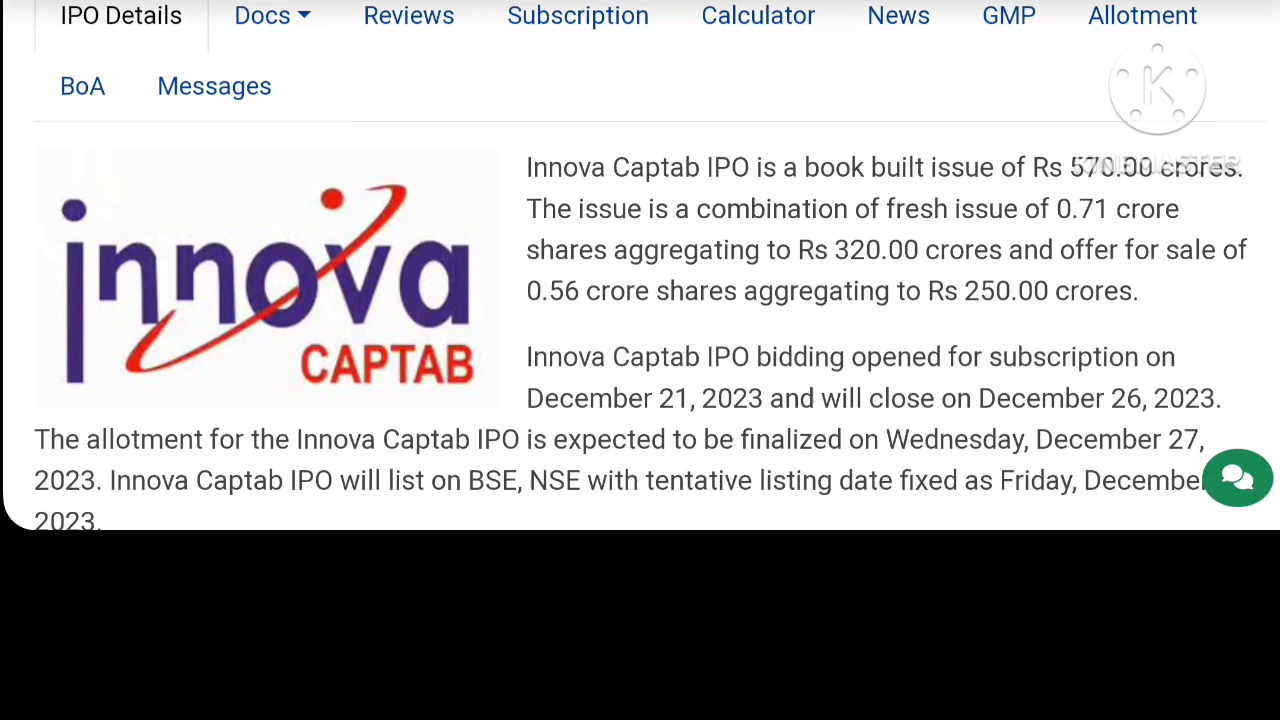 IPO Details Docs Reviews Subscription Calculator News GMP Allotment
BoA Messages
K
KINEMASTER
innova
CAPTAB
Innova Captab IPO is a book built issue of Rs 570.00 crores.
The issue is a combination of fresh issue of 0.71 crore
shares aggregating to Rs 320.00 crores and offer for sale of
0.56 crore shares aggregating to Rs 250.00 crores.
Innova Captab IPO bidding opened for subscription on
December 21, 2023 and will close on December 26, 2023.
The allotment for the Innova Captab IPO is expected to be finalized on Wednesday, December 27,
2023. Innova Captab IPO will list on BSE, NSE with tentative listing date fixed as Friday, December
2023.